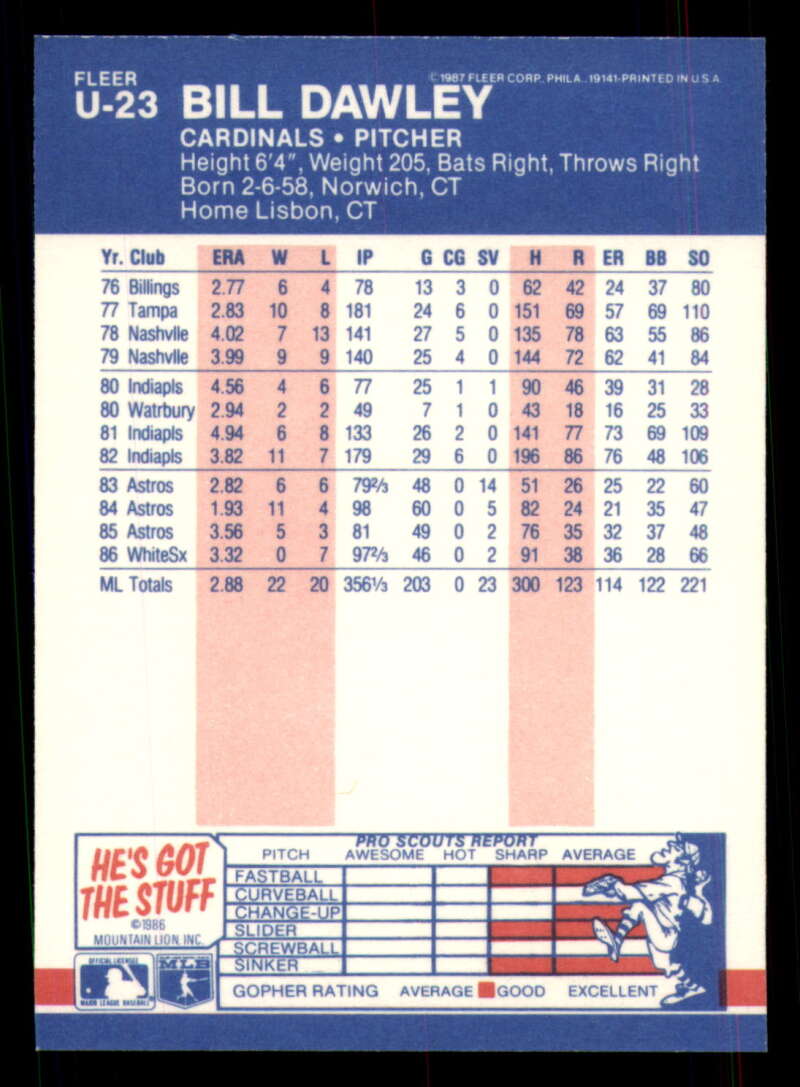 FLEER
© 1987 FLEER CORP. PHILA., 19141-PRINTED IN U.S.A.
U-23 BILL DAWLEY
CARDINALS • PITCHER
Height 6'4", Weight 205, Bats Right, Throws Right
Born 2-6-58, Norwich, CT
Home Lisbon, CT
Yr. Club ERA W L IP G CG SV H R ER BB SO
76 Billings 2.77 6 4 78 13 3 0 62 42 24 37 80
77 Tampa 2.83 10 8 181 24 6 0 151 69 57 69 110
78 Nashvlle 4.02 7 13 141 27 5 0 135 78 63 55 86
79 Nashvlle 3.99 9 9 140 25 4 0 144 72 62 41 84
80 Indiapls 4.56 4 6 77 25 1 1 90 46 39 31 28
80 Watrbury 2.94 2 2 49 7 1 0 43 18 16 25 33
81 Indiapls 4.94 6 8 133 26 2 0 141 77 73 69 109
82 Indiapls 3.82 11 7 179 29 6 0 196 86 76 48 106
83 Astros 2.82 6 6 79⅔ 48 0 14 51 26 25 22 60
84 Astros 1.93 11 4 98 60 0 5 82 24 21 35 47
85 Astros 3.56 5 3 81 49 0 2 76 35 32 37 48
86 WhiteSx 3.32 0 7 97⅔ 46 0 2 91 38 36 28 66
ML Totals 2.88 22 20 356⅓ 203 0 23 300 123 114 122 221
HE'S GOT
THE STUFF
©1986
MOUNTAIN LION, INC.
OFFICIAL LICENSEE
MAJOR LEAGUE BASEBALL
MLB
PRO SCOUTS REPORT
PITCH AWESOME HOT SHARP AVERAGE
FASTBALL
CURVEBALL
CHANGE-UP
SLIDER
SCREWBALL
SINKER
GOPHER RATING AVERAGE GOOD EXCELLENT